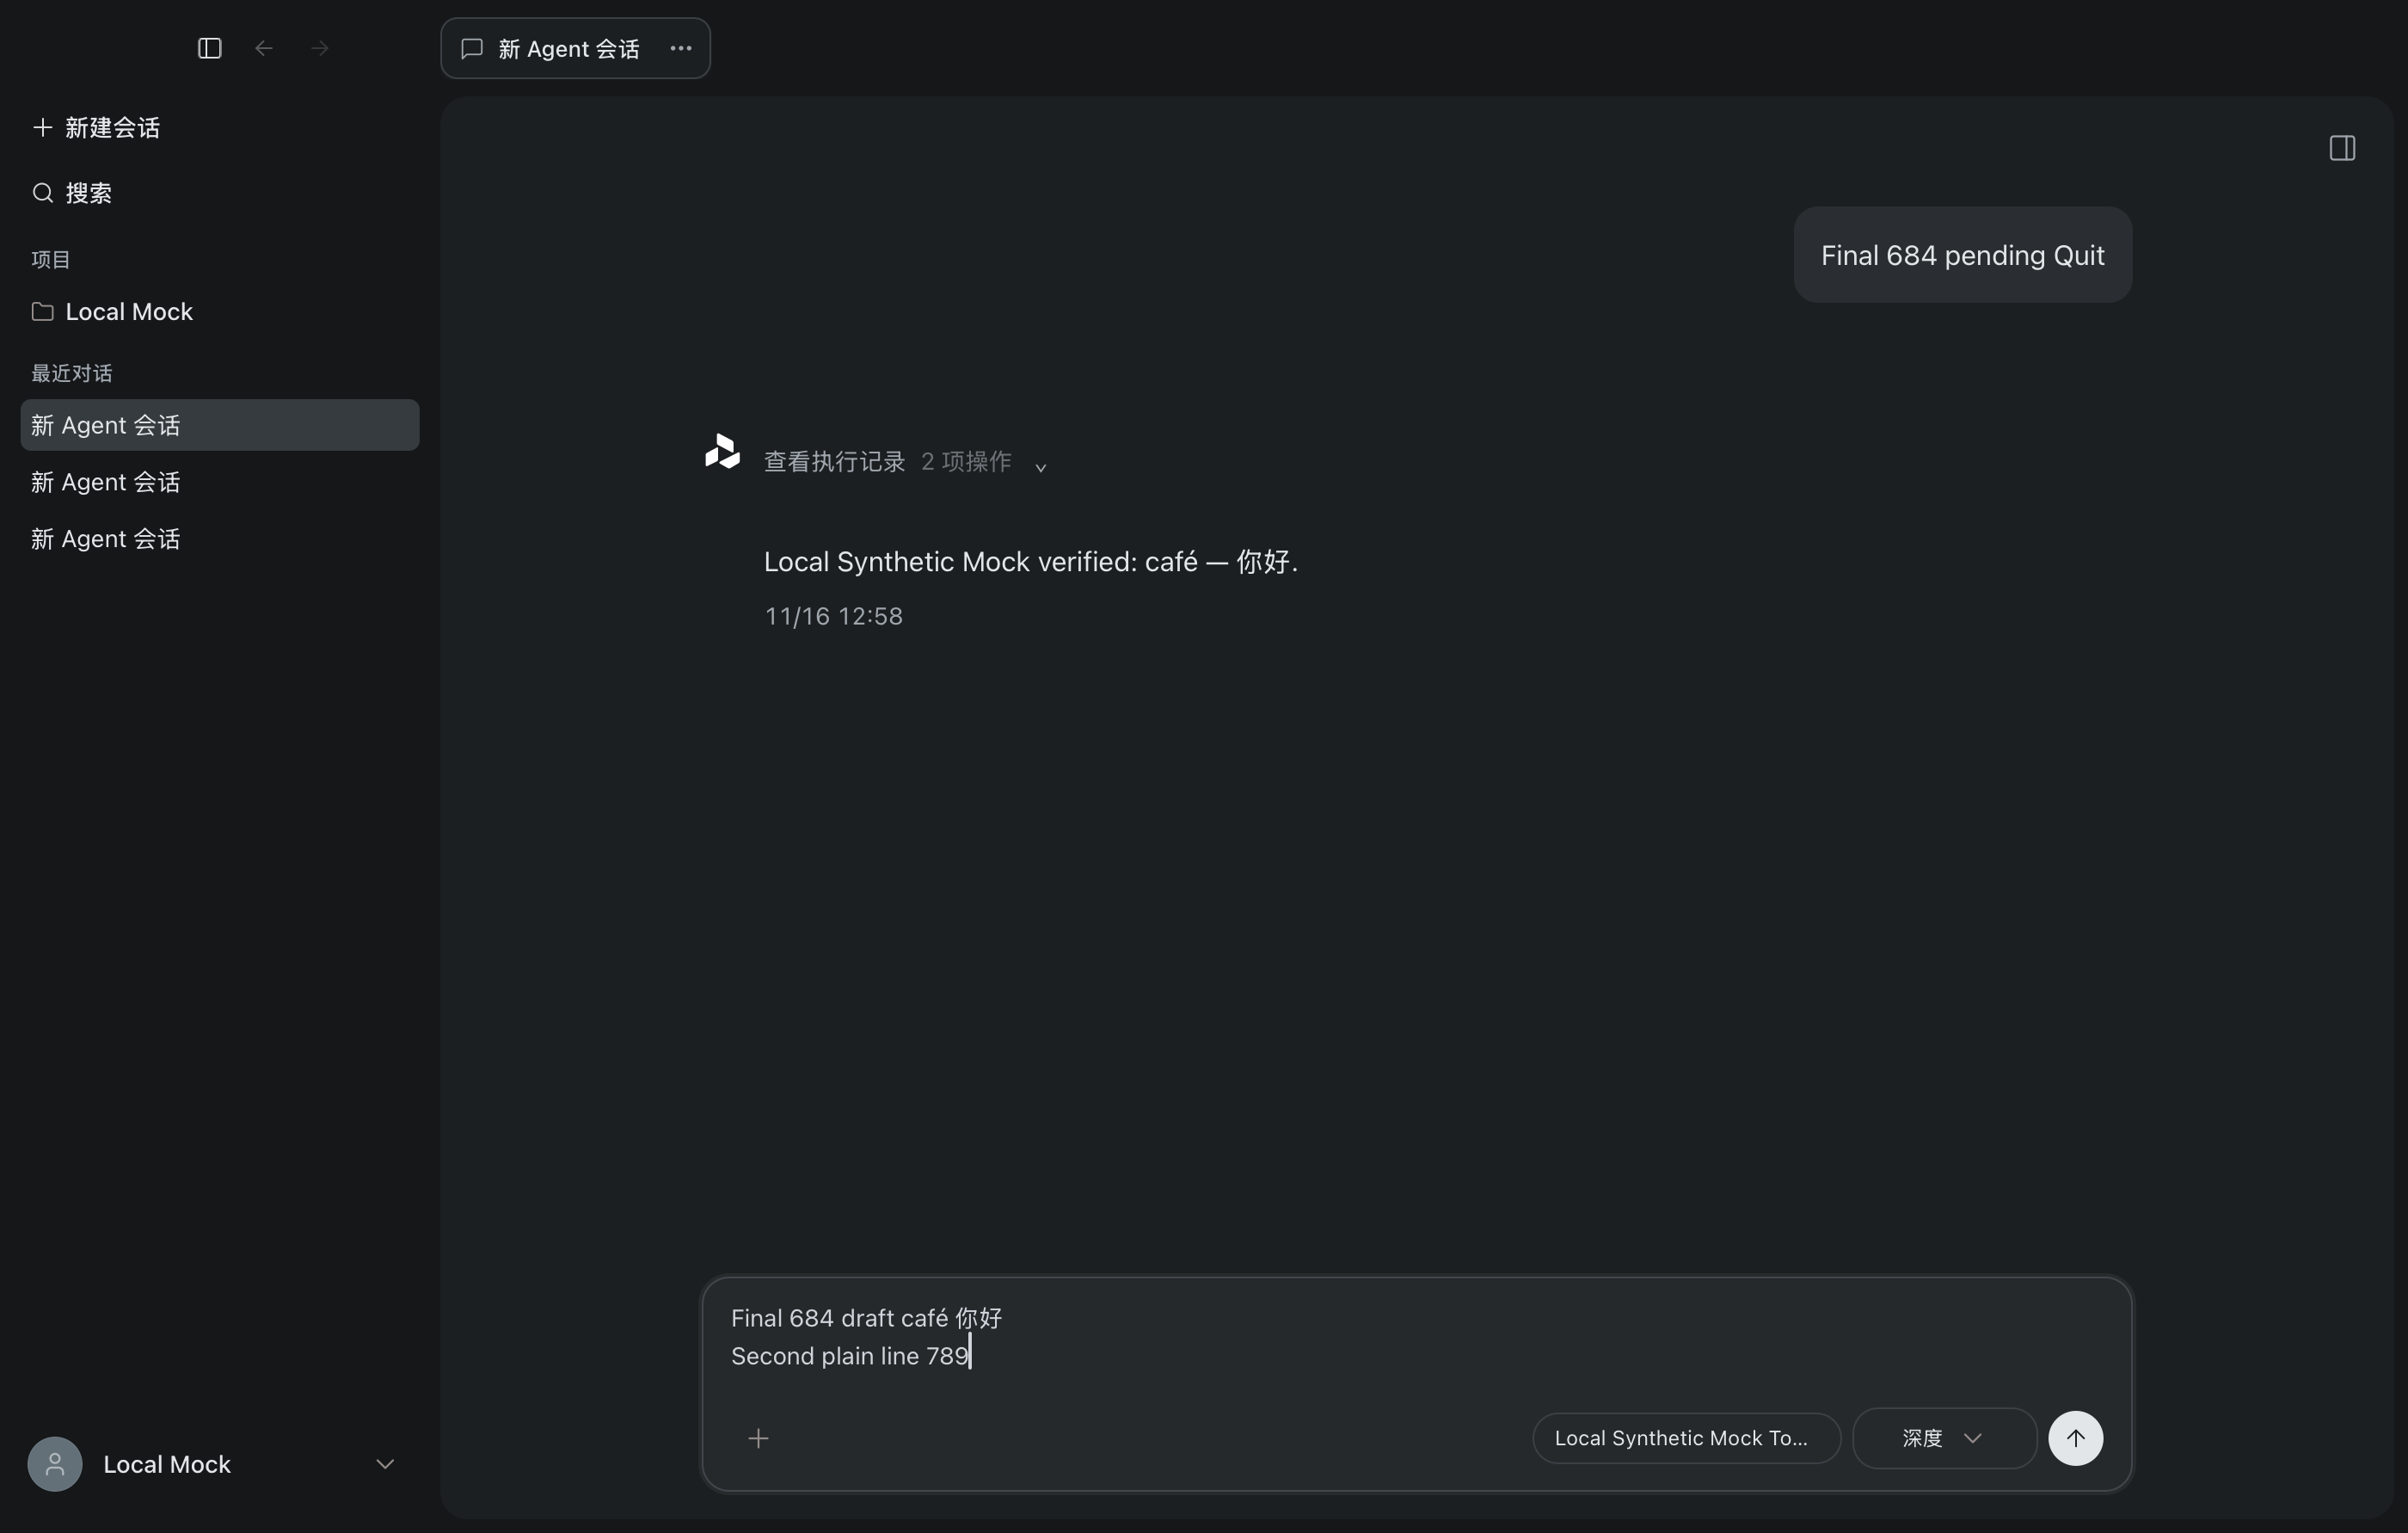 新 Agent 会话
新建会话
搜索
项目
Local Mock
最近对话
新 Agent 会话
新 Agent 会话
新 Agent 会话
Final 684 pending Quit
查看执行记录 2 项操作
Local Synthetic Mock verified: café — 你好.
11/16 12:58
Final 684 draft café 你好
Second plain line 789
Local Synthetic Mock To...
深度
Local Mock